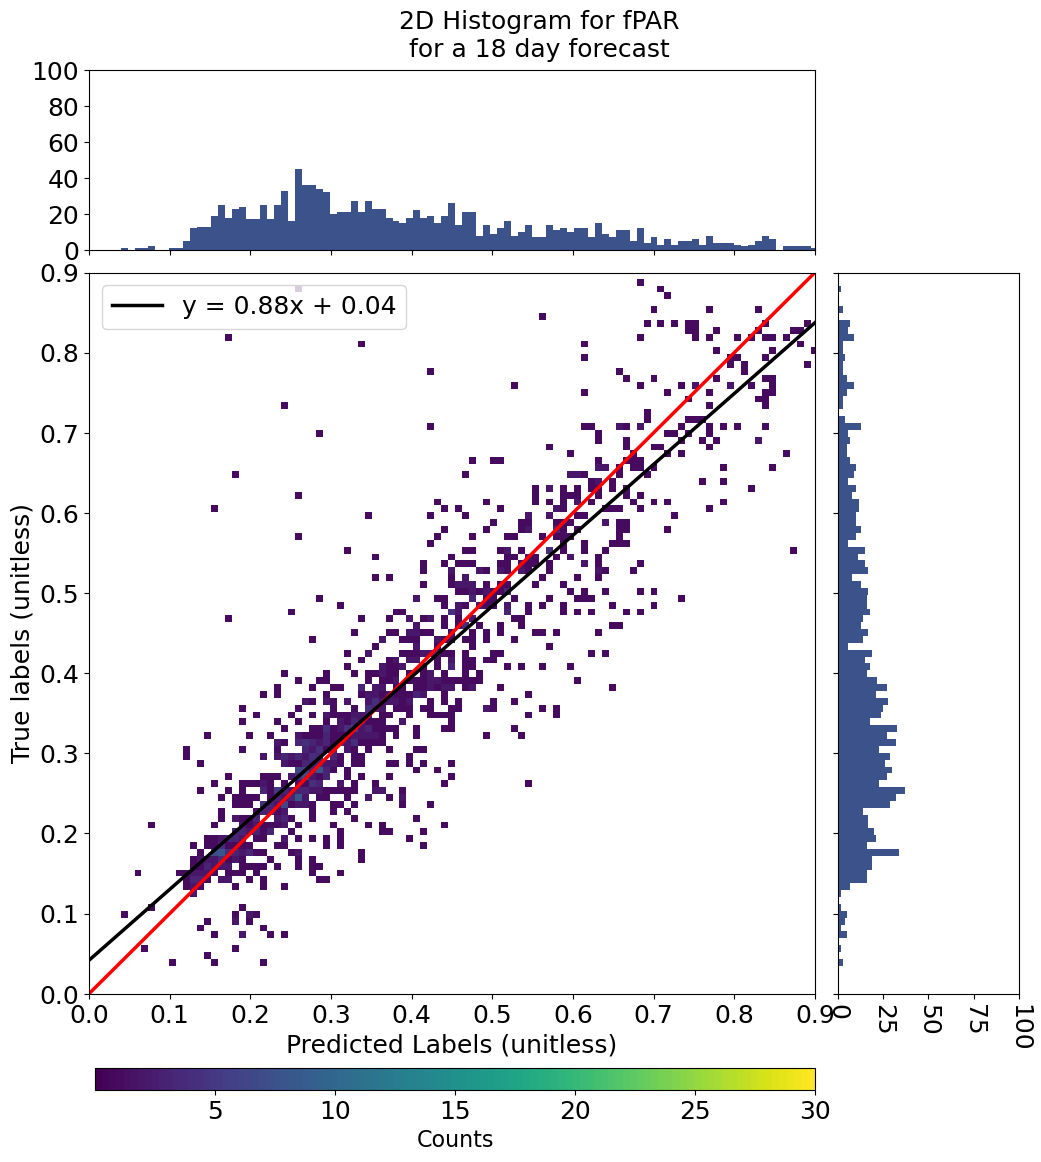 2D Histogram for fPAR
for a 18 day forecast
100
80
60
40
20
0
0.9
0.8
0.7
0.6
0.5
0.4
0.3
0.2
0.1
0.0
True labels (unitless)
y = 0.88x + 0.04
0.0 0.1 0.2 0.3 0.4 0.5 0.6 0.7 0.8 0.9
Predicted Labels (unitless)
0 25 50 75 100
5 10 15 20 25 30
Counts